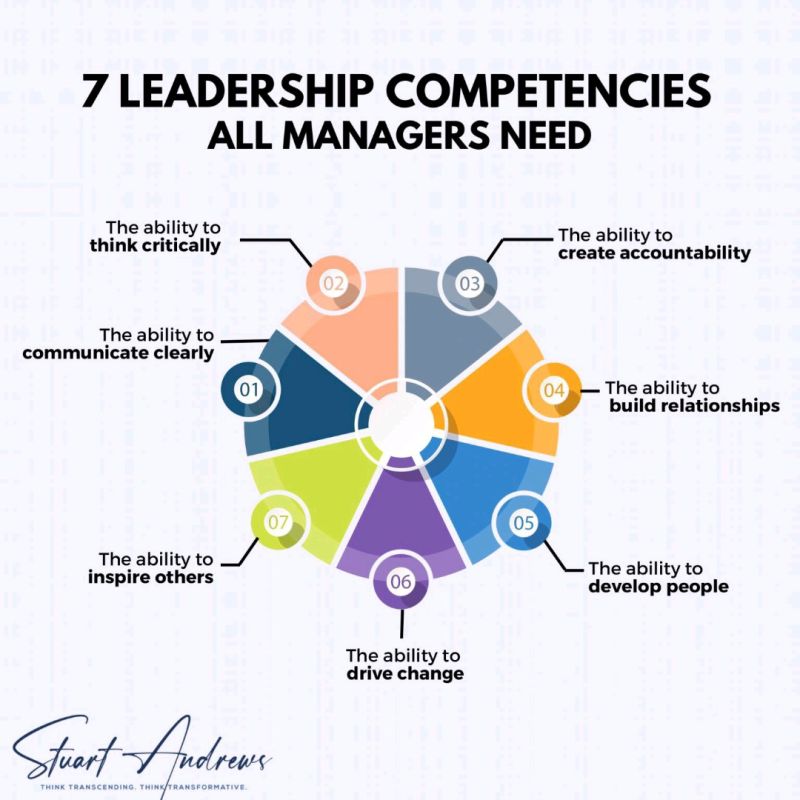 7 LEADERSHIP COMPETENCIES
ALL MANAGERS NEED
The ability to
think critically
02
03
The ability to
create accountability
The ability to
communicate clearly
01
04
The ability to
build relationships
07
The ability to
inspire others
05
The ability to
develop people
06
The ability to
drive change
Stuart Andrews
THINK TRANSCENDING. THINK TRANSFORMATIVE.